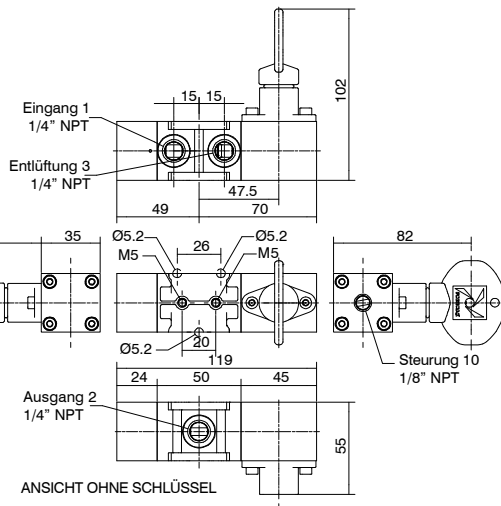 102
15 15
Eingang 1
1/4” NPT
Entlüftung 3
1/4” NPT
47.5
49 70
35
Ø5.2 26 Ø5.2
M5 M5
82
Ø5.2 20
119
Steurung 10
1/8” NPT
24 50 45
Ausgang 2
1/4” NPT
55
ANSICHT OHNE SCHLÜSSEL